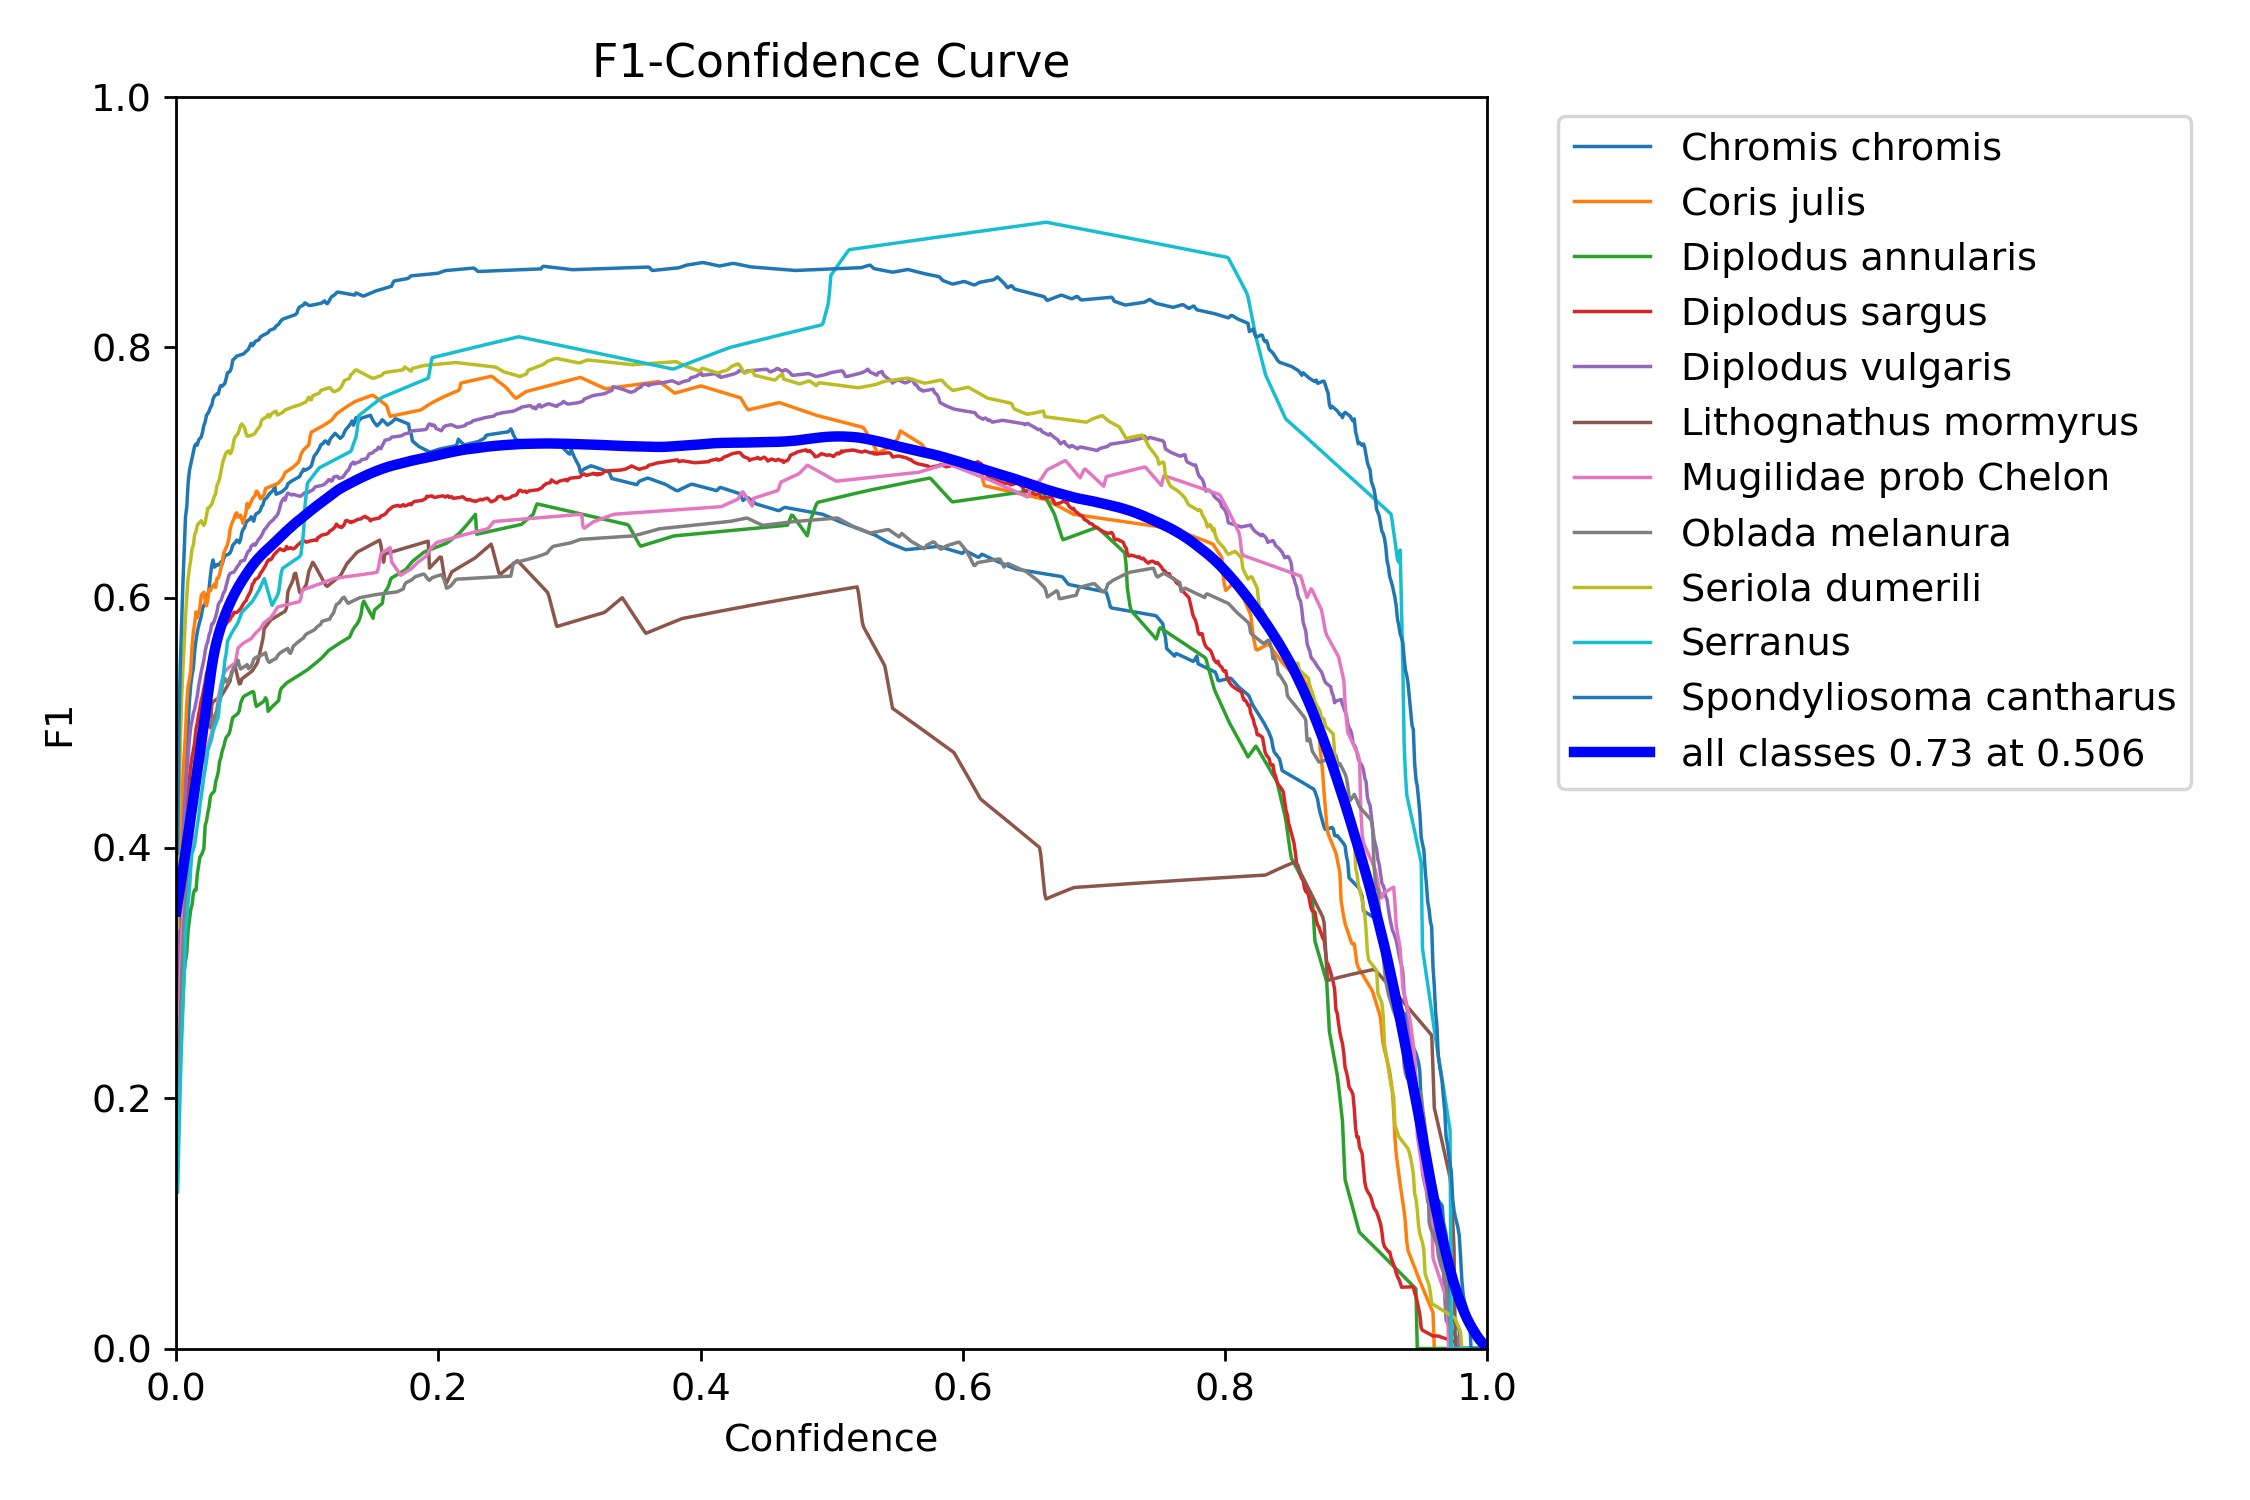 F1-Confidence Curve
1.0
0.8
0.6
0.4
0.2
0.0
F1
0.0 0.2 0.4 0.6 0.8 1.0
Confidence
Chromis chromis
Coris julis
Diplodus annularis
Diplodus sargus
Diplodus vulgaris
Lithognathus mormyrus
Mugilidae prob Chelon
Oblada melanura
Seriola dumerili
Serranus
Spondyliosoma cantharus
all classes 0.73 at 0.506